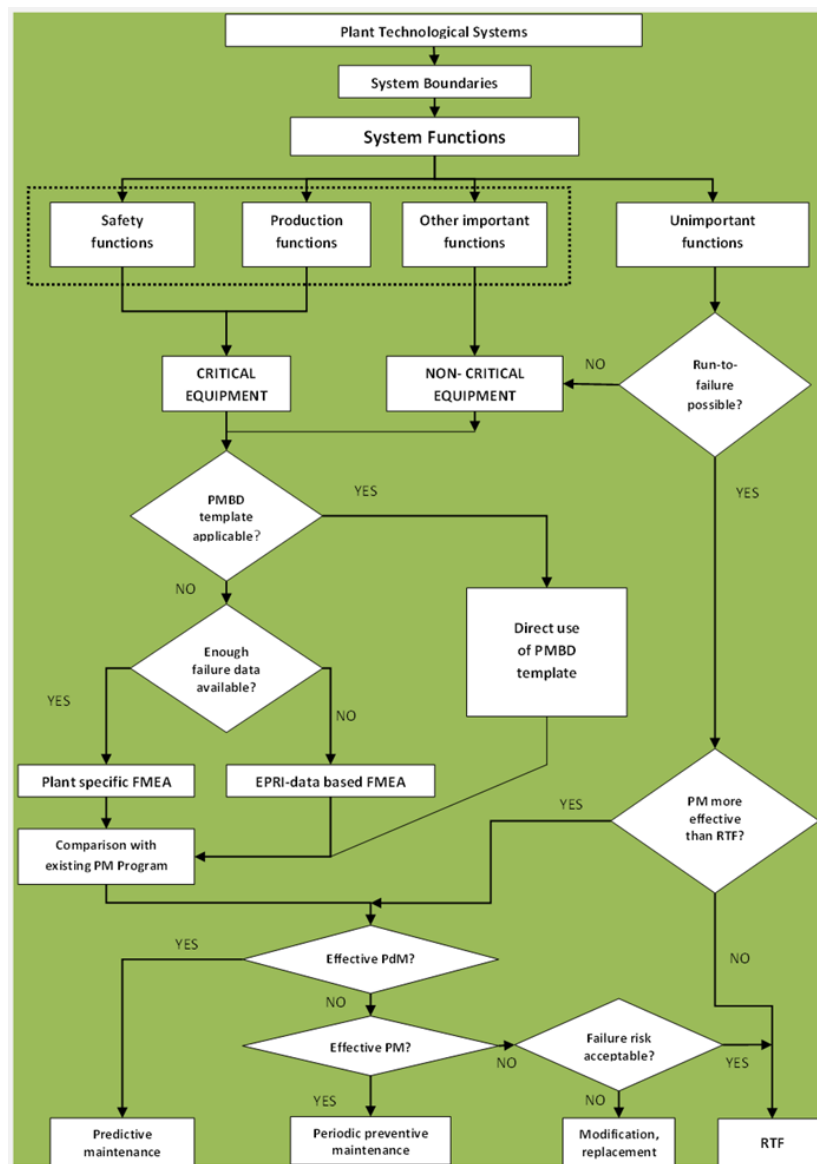 Plant Technological Systems
System Boundaries
System Functions
Safety
functions
Production
functions
Other important
functions
Unimportant
functions
CRITICAL
EQUIPMENT
NON- CRITICAL
EQUIPMENT
NO
Run-to-
failure
possible?
PMBD
template
applicable?
YES
YES
NO
Enough
failure data
available?
Direct use
of PMBD
template
YES
NO
Plant specific FMEA
EPRI-data based FMEA
Comparison with
existing PM Program
YES
PM more
effective
than RTF?
YES
Effective PdM?
NO
NO
Effective PM?
NO
Failure risk
acceptable?
YES
YES
NO
Predictive
maintenance
Periodic preventive
maintenance
Modification,
replacement
RTF